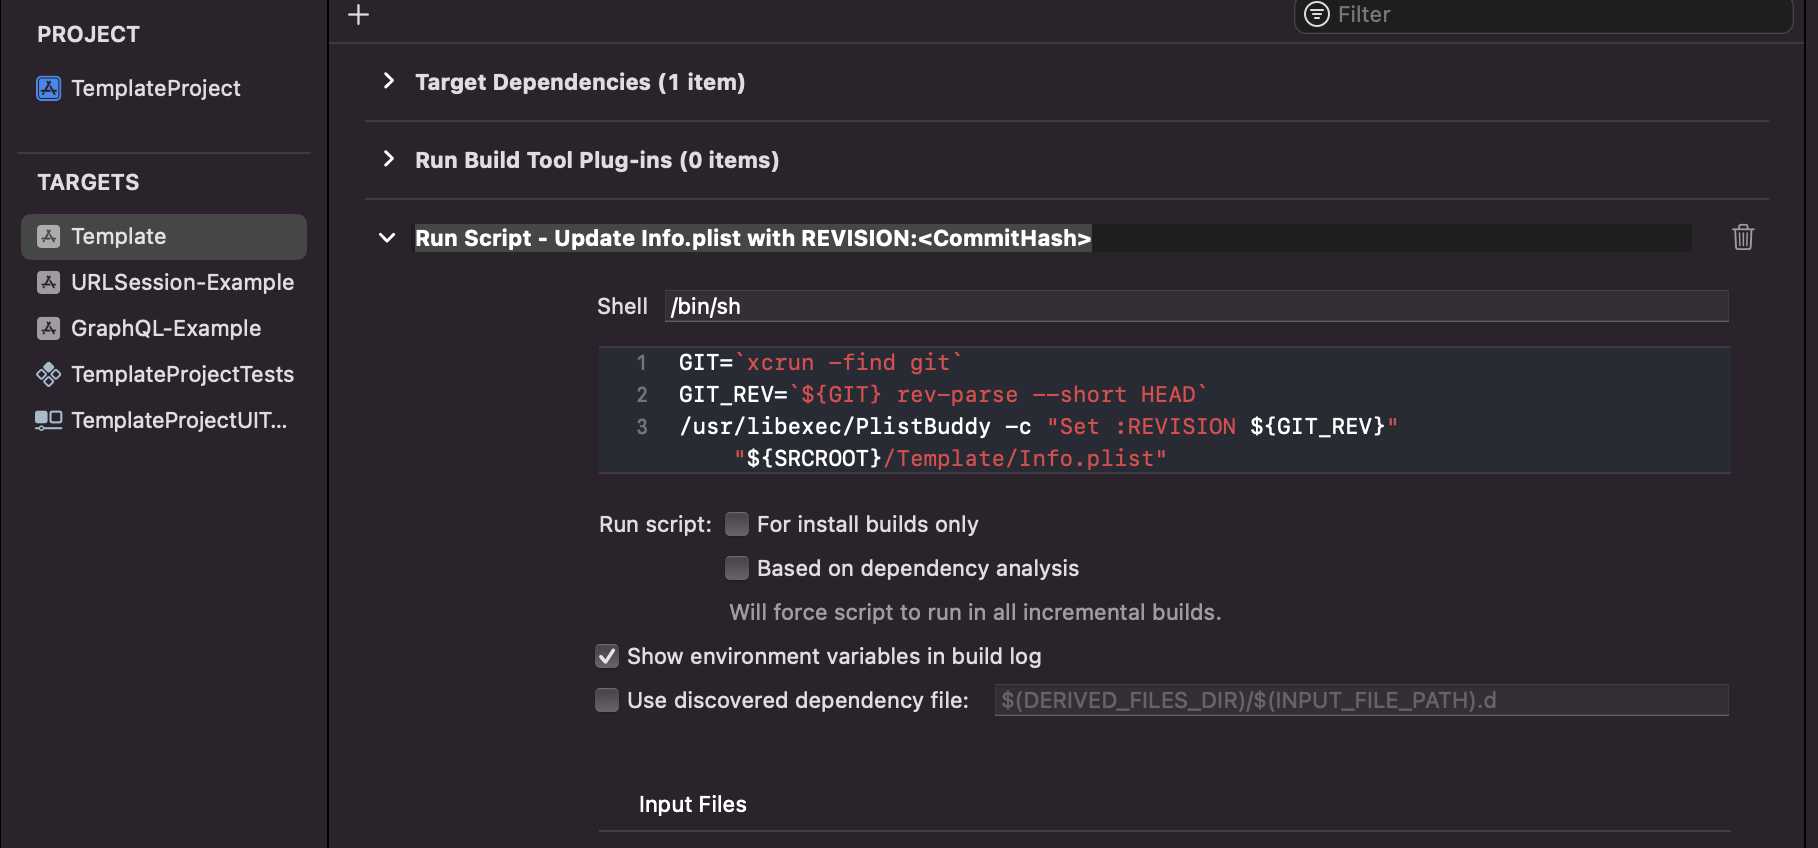 PROJECT
TemplateProject
TARGETS
Template
URLSession-Example
GraphQL-Example
TemplateProjectTests
TemplateProjectUIT...
Filter
Target Dependencies (1 item)
Run Build Tool Plug-ins (0 items)
Run Script - Update Info.plist with REVISION:<CommitHash>
Shell /bin/sh
1 GIT=`xcrun -find git`
2 GIT_REV=`${GIT} rev-parse --short HEAD`
3 /usr/libexec/PlistBuddy -c "Set :REVISION ${GIT_REV}"
"${SRCROOT}/Template/Info.plist"
Run script: For install builds only
Based on dependency analysis
Will force script to run in all incremental builds.
Show environment variables in build log
Use discovered dependency file: $(DERIVED_FILES_DIR)/$(INPUT_FILE_PATH).d
Input Files